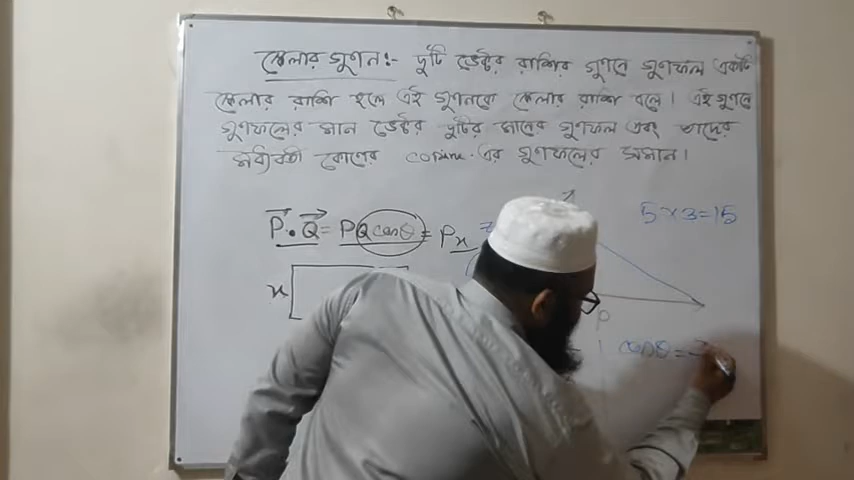 স্কেলার গুণন:- দুটি ভেক্টর রাশির গুণনে গুণফল একটি
স্কেলার রাশি হলে এই গুণনকে স্কেলার রাশি বলে। এই গুণনে
গুণফলের মান ভেক্টর দুটির মানের গুণফল এবং তাদের
মধ্যবর্তী কোণের cosine এর গুণফলের সমান।
5×3=15
P⃗·Q⃗ = PQ cosθ = Px
x
P
cosθ =